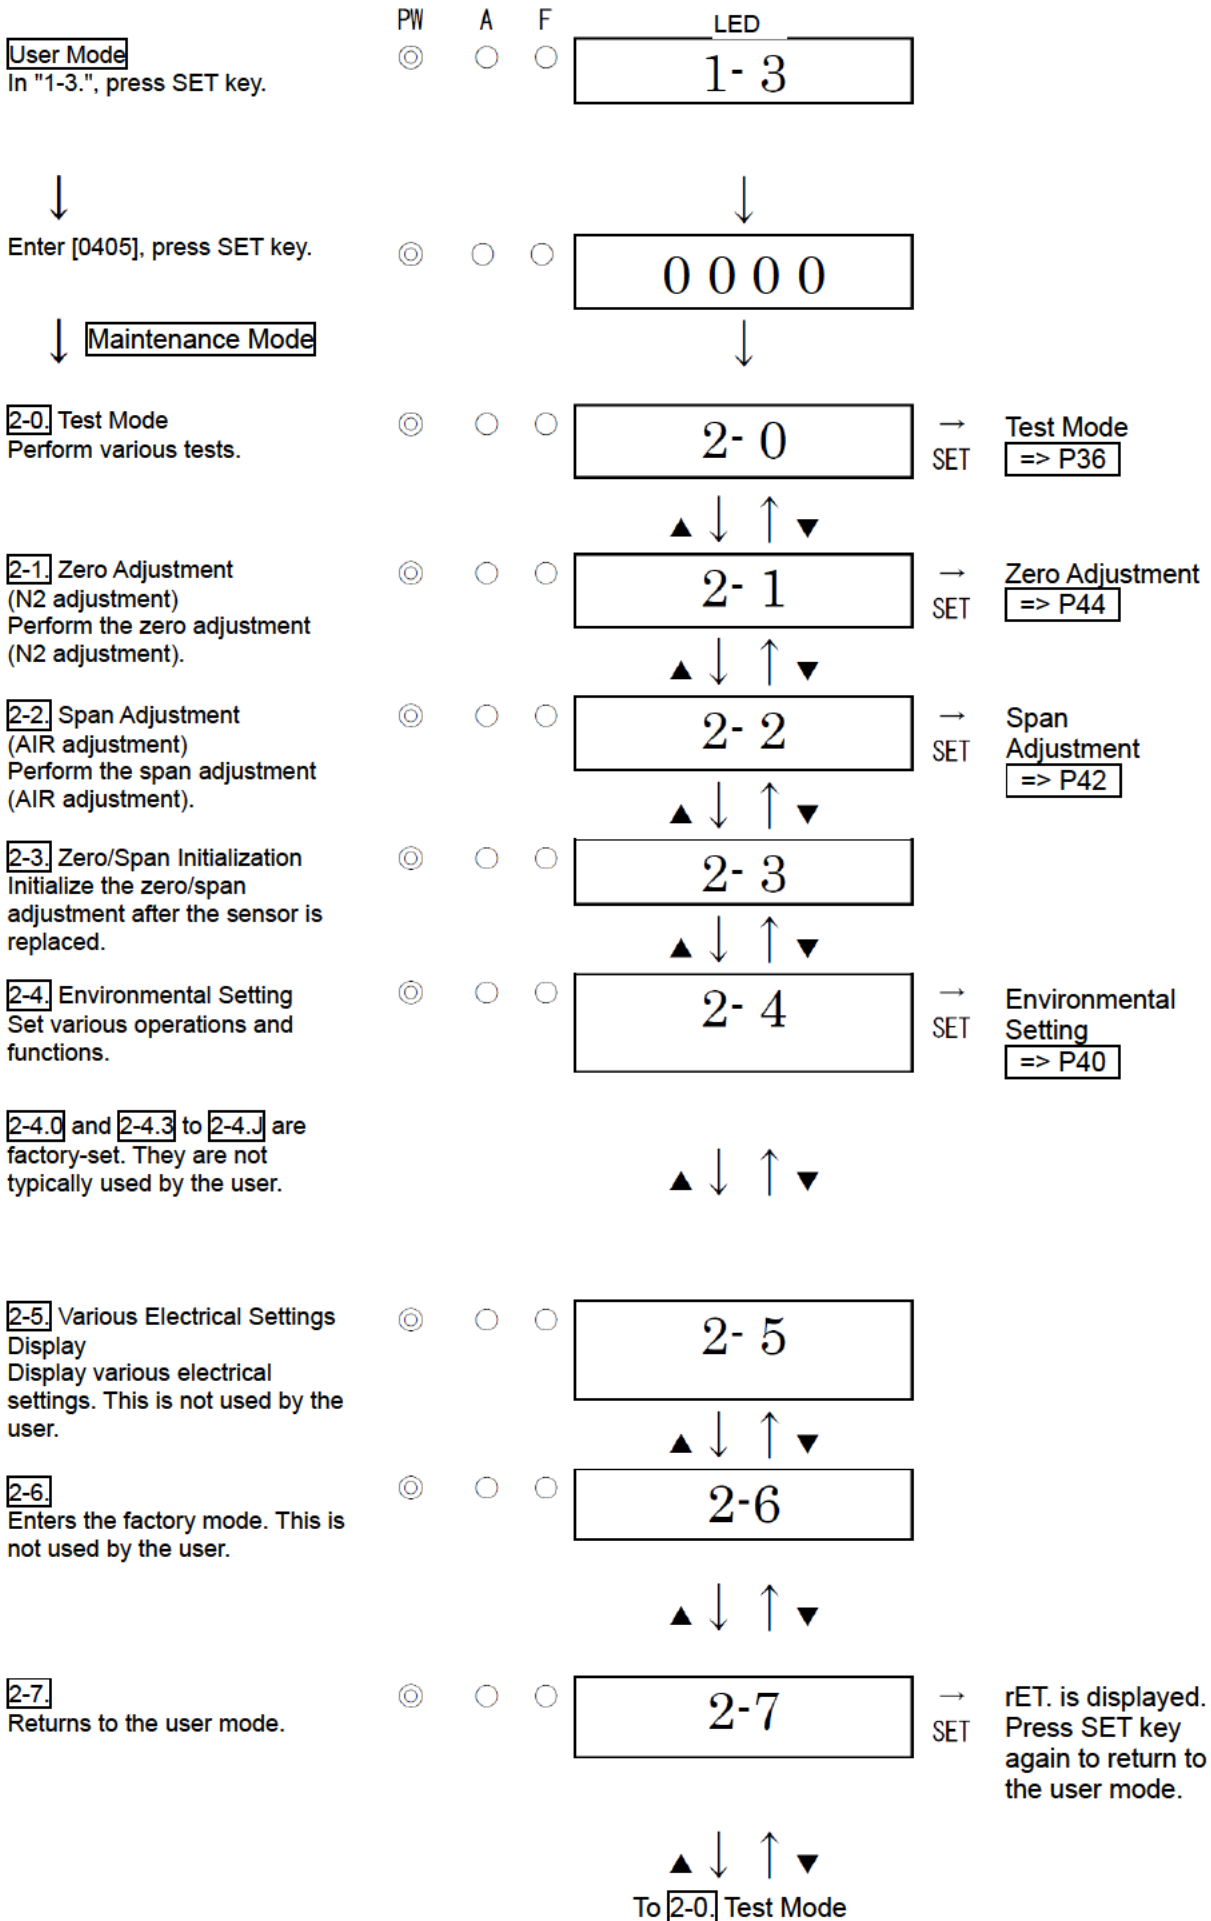 PW A F LED
User Mode
In "1-3.", press SET key.
1- 3
↓ ↓
Enter [0405], press SET key.
0 0 0 0
↓ Maintenance Mode ↓
2-0. Test Mode
Perform various tests.
2- 0
→
SET
Test Mode
=> P36
▲ ↓ ↑ ▼
2-1. Zero Adjustment
(N2 adjustment)
Perform the zero adjustment
(N2 adjustment).
2- 1
→
SET
Zero Adjustment
=> P44
▲ ↓ ↑ ▼
2-2. Span Adjustment
(AIR adjustment)
Perform the span adjustment
(AIR adjustment).
2- 2
→
SET
Span
Adjustment
=> P42
▲ ↓ ↑ ▼
2-3. Zero/Span Initialization
Initialize the zero/span
adjustment after the sensor is
replaced.
2- 3
▲ ↓ ↑ ▼
2-4. Environmental Setting
Set various operations and
functions.
2- 4
→
SET
Environmental
Setting
=> P40
2-4.0 and 2-4.3 to 2-4.J are
factory-set. They are not
typically used by the user.
▲ ↓ ↑ ▼
2-5. Various Electrical Settings
Display
Display various electrical
settings. This is not used by the
user.
2- 5
▲ ↓ ↑ ▼
2-6.
Enters the factory mode. This is
not used by the user.
2-6
▲ ↓ ↑ ▼
2-7.
Returns to the user mode.
2-7
→
SET
rET. is displayed.
Press SET key
again to return to
the user mode.
▲ ↓ ↑ ▼
To 2-0. Test Mode